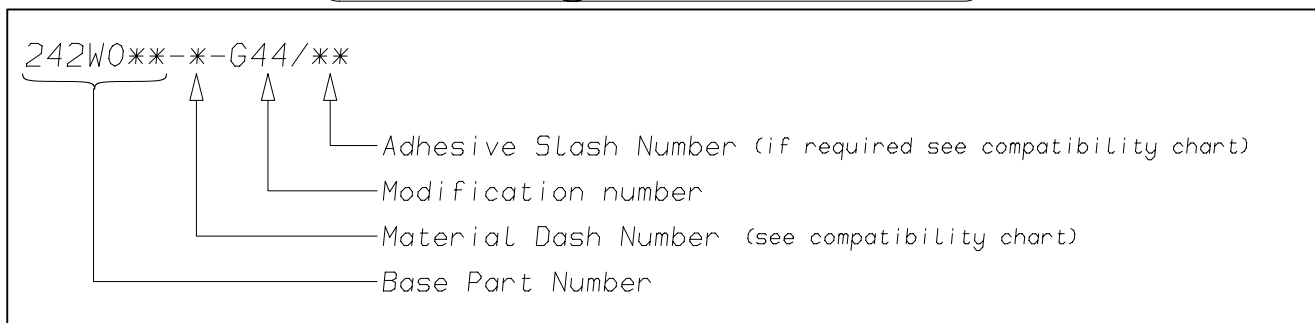 242W0**-*-G44/**
Adhesive Slash Number (if required see compatibility chart)
Modification number
Material Dash Number (see compatibility chart)
Base Part Number